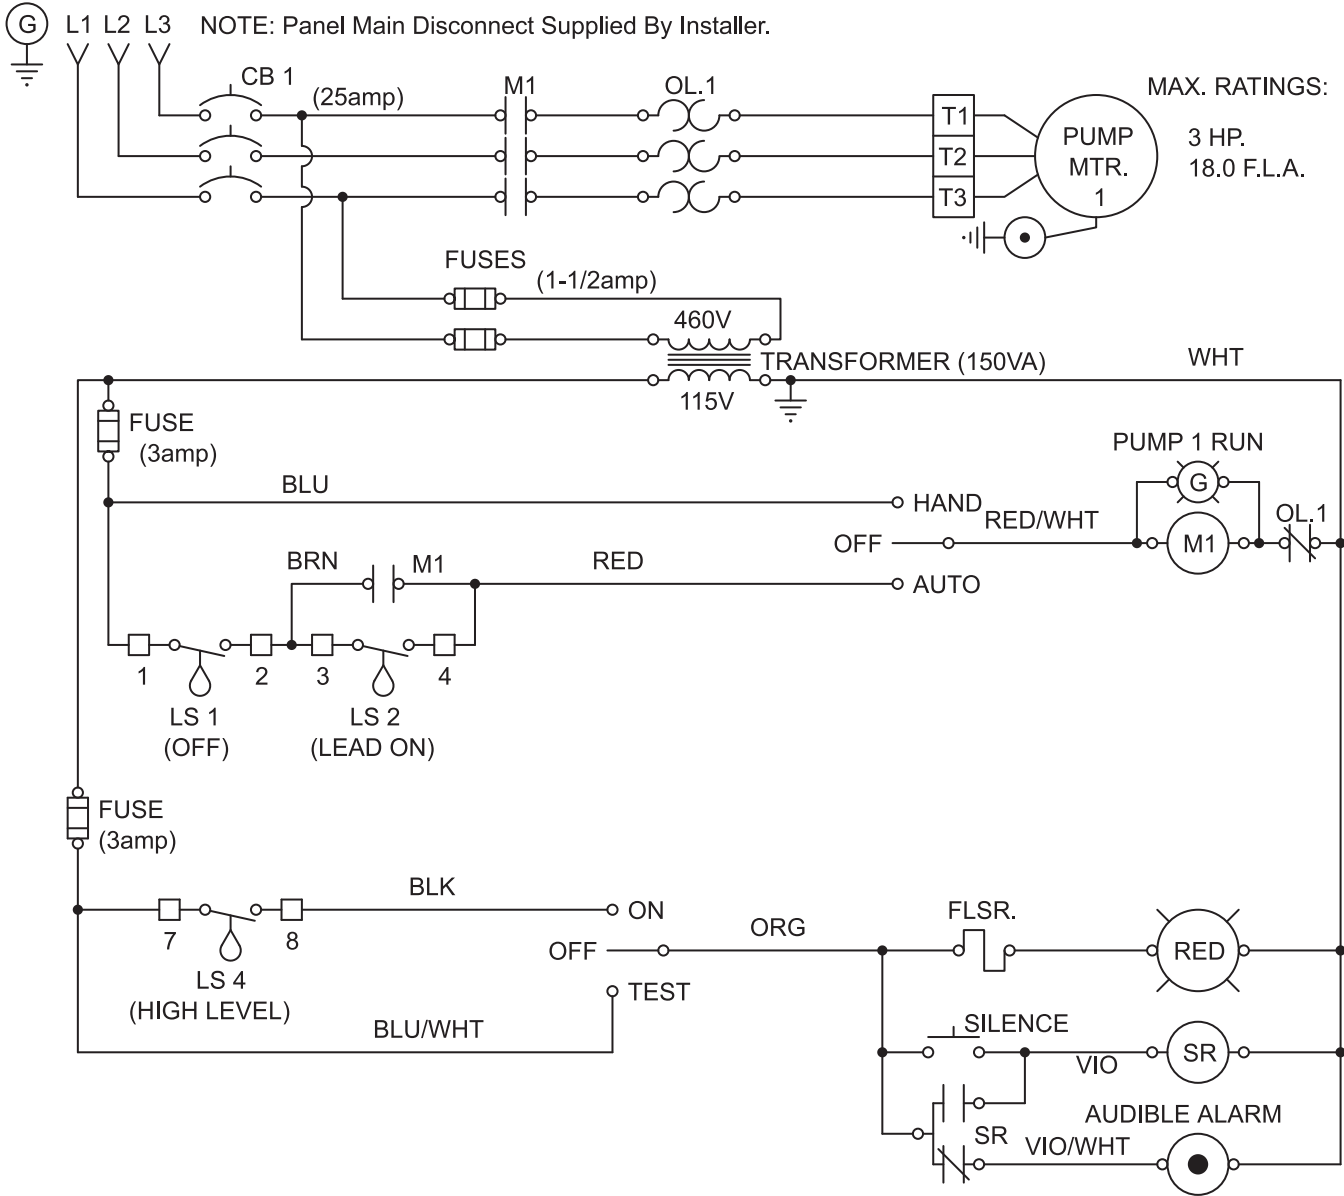 G L1 L2 L3 NOTE: Panel Main Disconnect Supplied By Installer.
CB 1
(25amp)
M1
OL.1
MAX. RATINGS:
3 HP.
18.0 F.L.A.
T1
T2
T3
PUMP
MTR.
1
FUSES
(1-1/2amp)
460V
TRANSFORMER (150VA)
115V
WHT
FUSE
(3amp)
BLU
HAND
OFF
AUTO
RED/WHT
PUMP 1 RUN
G
M1
OL.1
BRN
M1
RED
1
2
3
4
LS 1
(OFF)
LS 2
(LEAD ON)
FUSE
(3amp)
BLK
ON
OFF
TEST
7
8
LS 4
(HIGH LEVEL)
BLU/WHT
ORG
FLSR.
RED
SILENCE
VIO
SR
SR
AUDIBLE ALARM
VIO/WHT